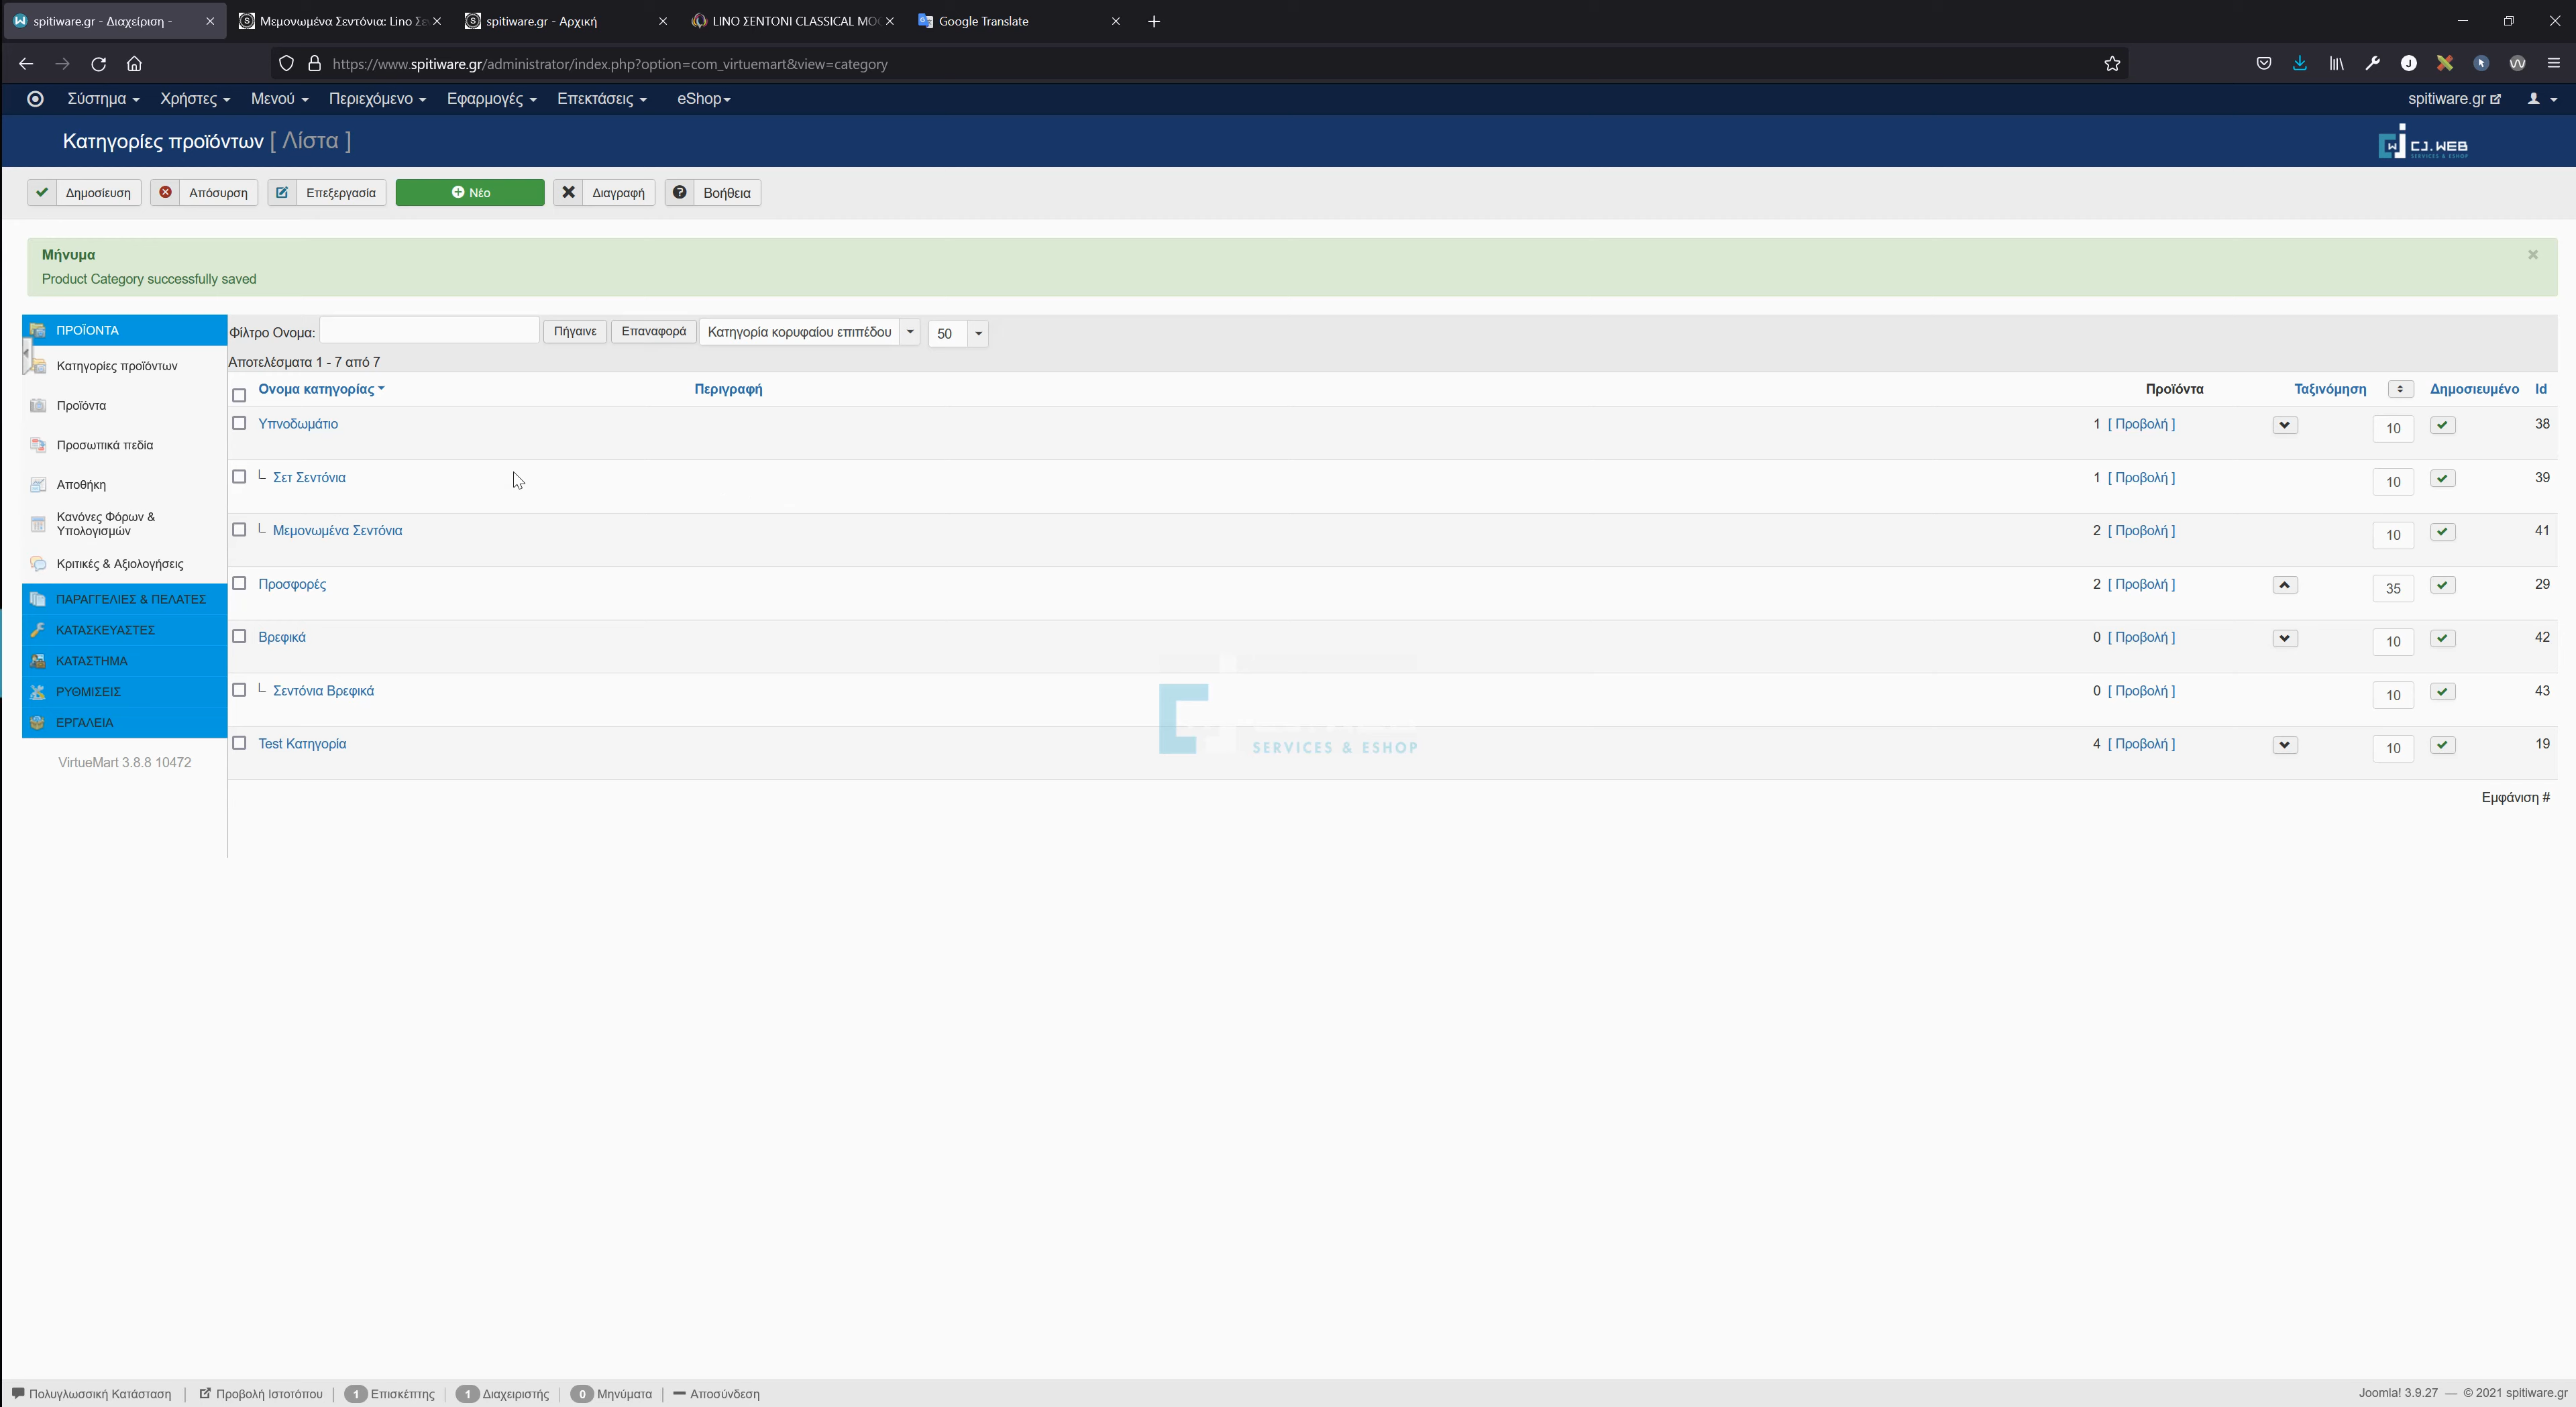 spitiware.gr - Διαχείριση -
Μεμονωμένα Σεντόνια: Lino Σε
spitiware.gr - Αρχική
LINO ΣΕΝΤΟΝΙ CLASSICAL MO
Google Translate
https://www.spitiware.gr/administrator/index.php?option=com_virtuemart&view=category
Σύστημα Χρήστες Μενού Περιεχόμενο Εφαρμογές Επεκτάσεις eShop spitiware.gr
Κατηγορίες προϊόντων [ Λίστα ]
CJ.WEB
SERVICES & ESHOP
Δημοσίευση Απόσυρση Επεξεργασία Νέο Διαγραφή Βοήθεια
Μήνυμα
Product Category successfully saved
ΠΡΟΪΟΝΤΑ
Κατηγορίες προϊόντων
Προϊόντα
Προσωπικά πεδία
Αποθήκη
Κανόνες Φόρων &
Υπολογισμών
Κριτικές & Αξιολογήσεις
ΠΑΡΑΓΓΕΛΙΕΣ & ΠΕΛΑΤΕΣ
ΚΑΤΑΣΚΕΥΑΣΤΕΣ
ΚΑΤΑΣΤΗΜΑ
ΡΥΘΜΙΣΕΙΣ
ΕΡΓΑΛΕΙΑ
VirtueMart 3.8.8 10472
Φίλτρο Ονομα: Πήγαινε Επαναφορά Κατηγορία κορυφαίου επιπέδου 50
Αποτελέσματα 1 - 7 από 7
Ονομα κατηγορίας Περιγραφή Προϊόντα Ταξινόμηση Δημοσιευμένο Id
Υπνοδωμάτιο 1 [ Προβολή ] 10 38
Σετ Σεντόνια 1 [ Προβολή ] 10 39
Μεμονωμένα Σεντόνια 2 [ Προβολή ] 10 41
Προσφορές 2 [ Προβολή ] 35 29
Βρεφικά 0 [ Προβολή ] 10 42
Σεντόνια Βρεφικά 0 [ Προβολή ] 10 43
Test Κατηγορία 4 [ Προβολή ] 10 19
SERVICES & ESHOP
Εμφάνιση #
Πολυγλωσσική Κατάσταση | Προβολή Ιστοτόπου | 1 Επισκέπτης | 1 Διαχειριστής | 0 Μηνύματα | Αποσύνδεση
Joomla! 3.9.27 — © 2021 spitiware.gr